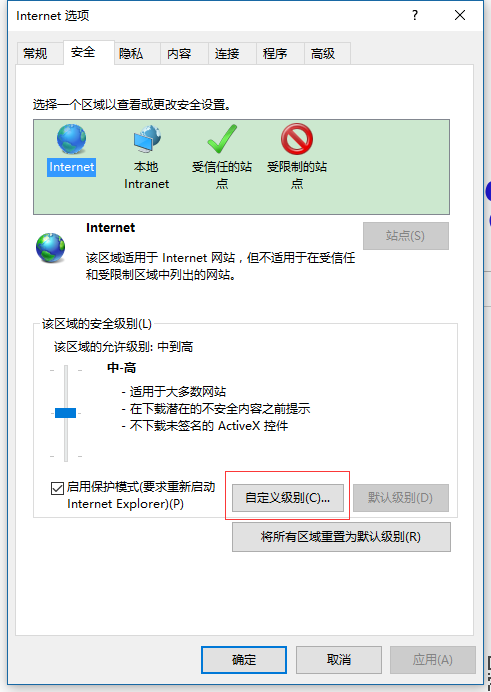 Internet 选项
?
常规 安全 隐私 内容 连接 程序 高级
选择一个区域以查看或更改安全设置。
Internet
本地
Intranet
受信任的站
点
受限制的站
点
Internet
站点(S)
该区域适用于 Internet 网站，但不适用于在受信任
和受限制区域中列出的网站。
该区域的安全级别(L)
该区域的允许级别: 中到高
中-高
- 适用于大多数网站
- 在下载潜在的不安全内容之前提示
- 不下载未签名的 ActiveX 控件
启用保护模式(要求重新启动
Internet Explorer)(P)
自定义级别(C)...
默认级别(D)
将所有区域重置为默认级别(R)
确定 取消 应用(A)